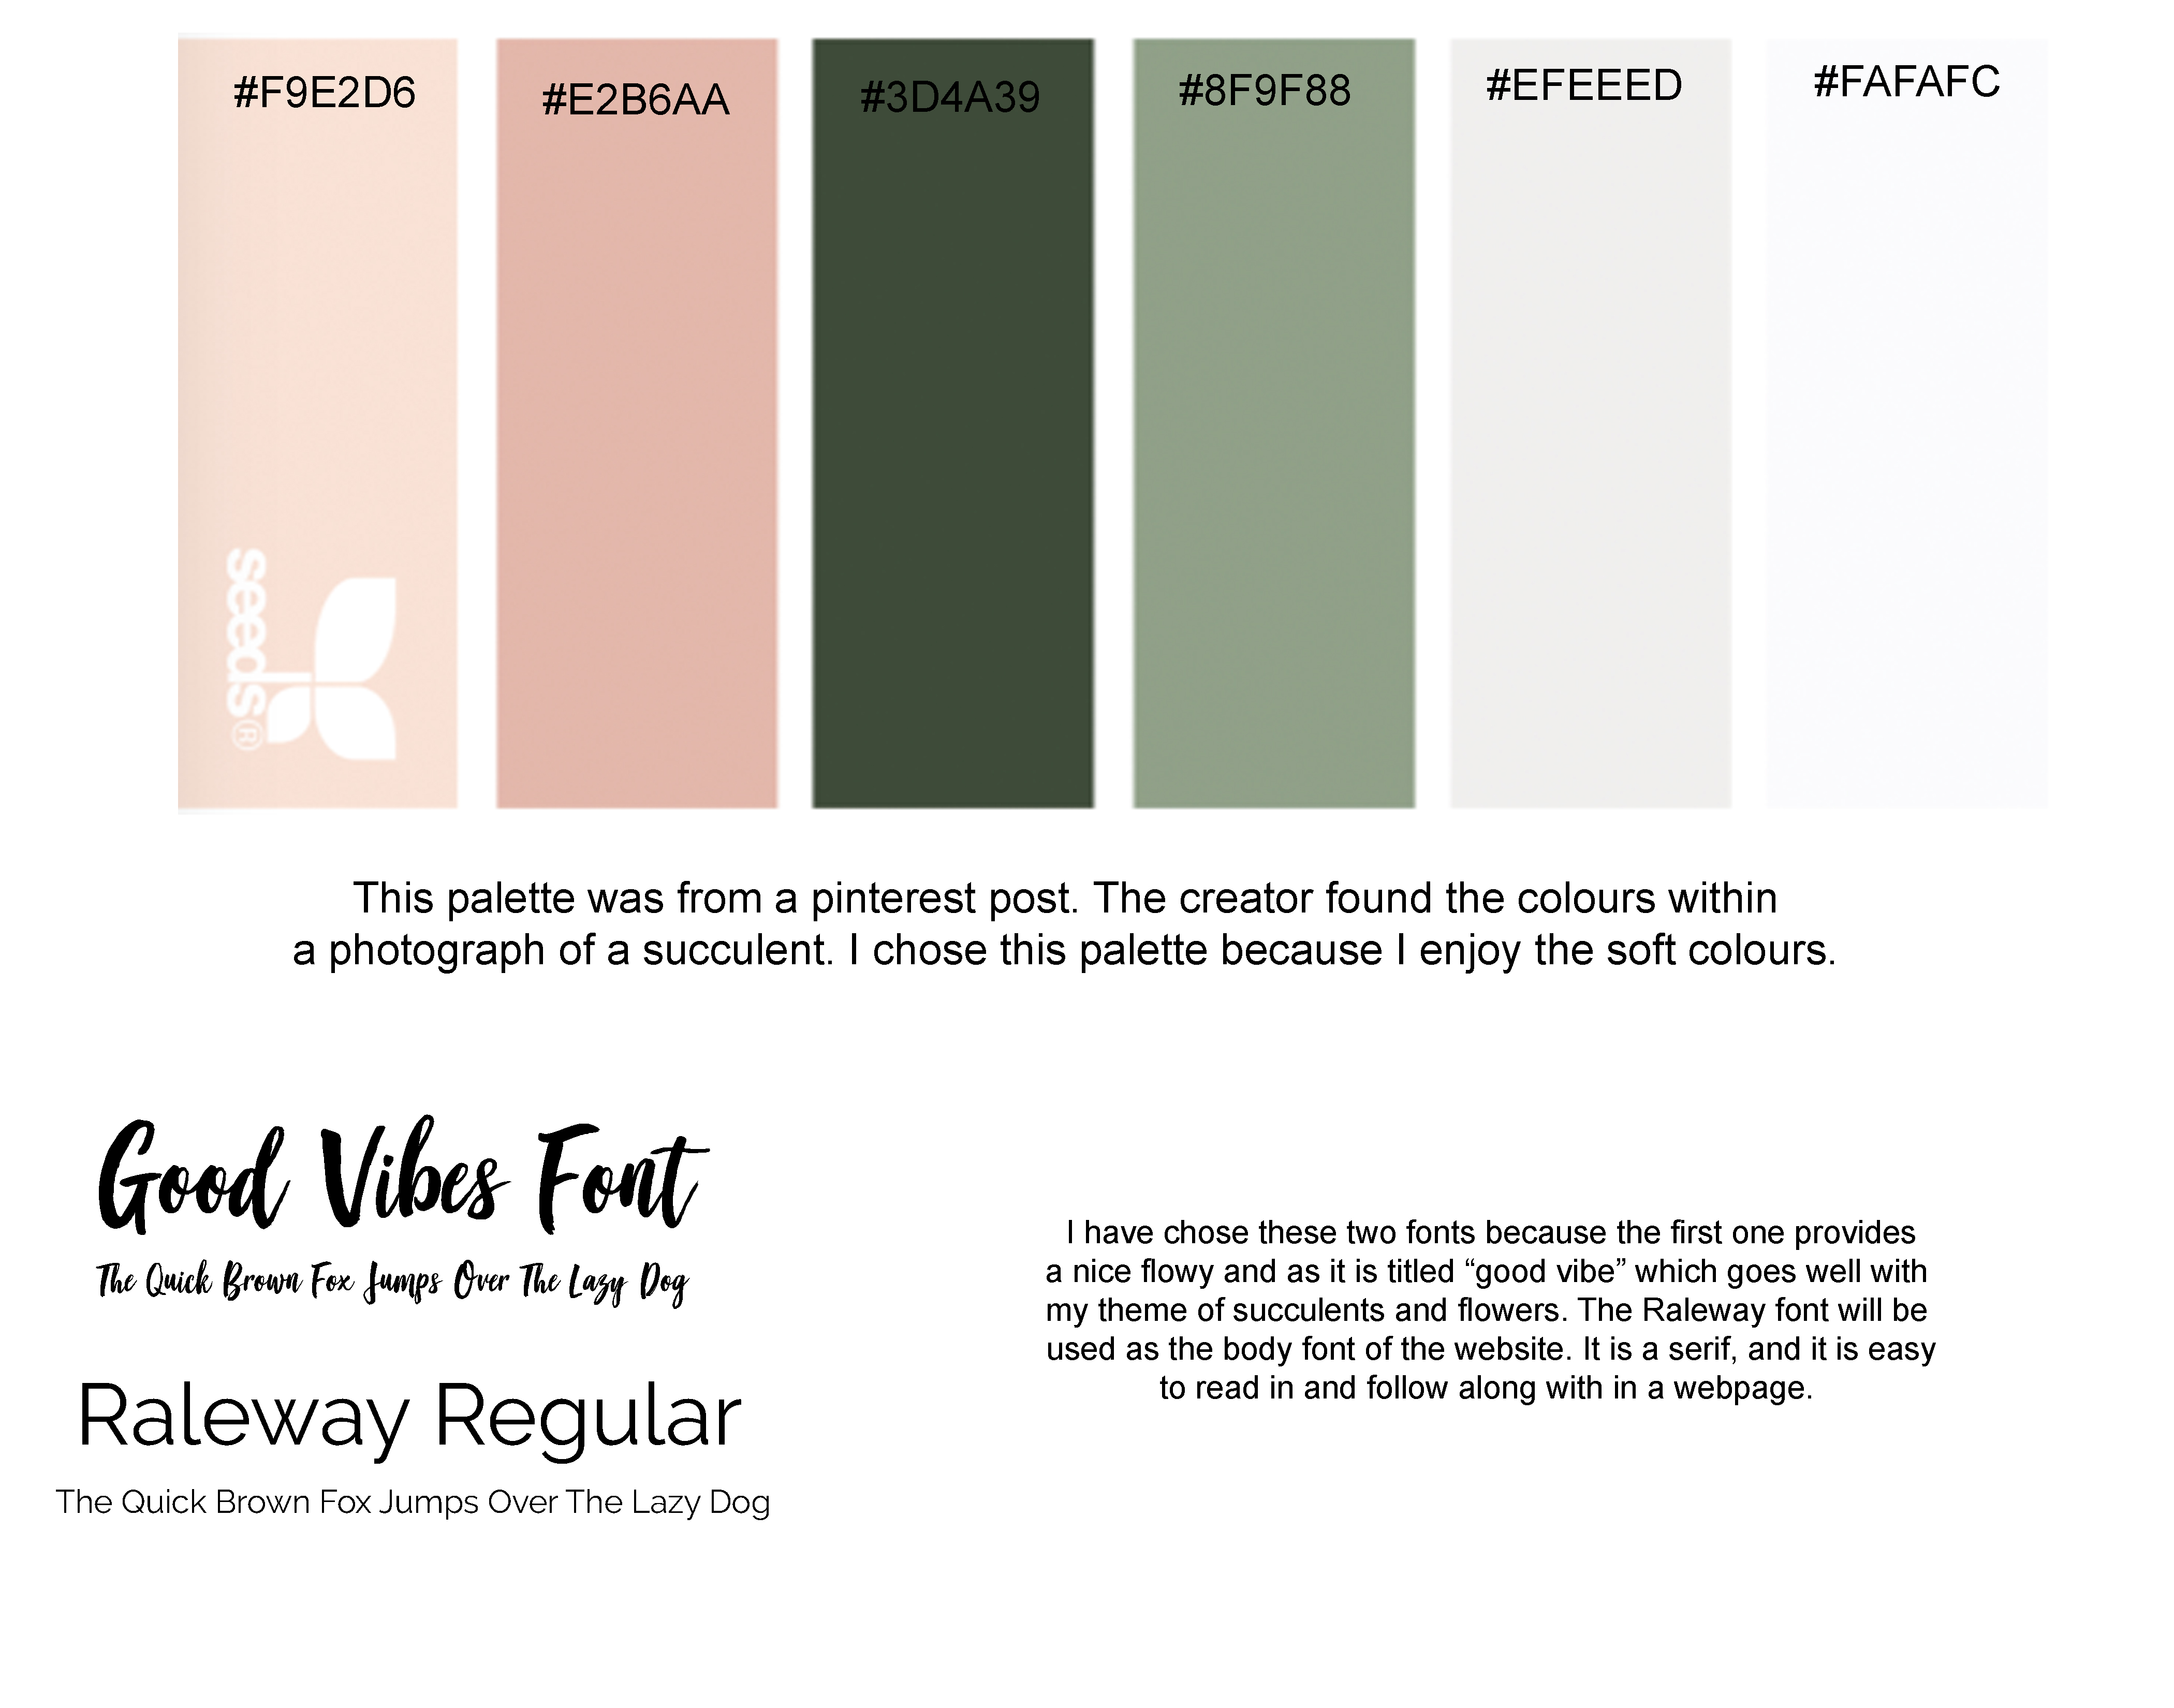 #F9E2D6
#E2B6AA
#3D4A39
#8F9F88
#EFEEED
#FAFAFC
seeds®
This palette was from a pinterest post. The creator found the colours within
a photograph of a succulent. I chose this palette because I enjoy the soft colours.
Good Vibes Font
The Quick Brown Fox Jumps Over The Lazy Dog
Raleway Regular
The Quick Brown Fox Jumps Over The Lazy Dog
I have chose these two fonts because the first one provides
a nice flowy and as it is titled “good vibe” which goes well with
my theme of succulents and flowers. The Raleway font will be
used as the body font of the website. It is a serif, and it is easy
to read in and follow along with in a webpage.